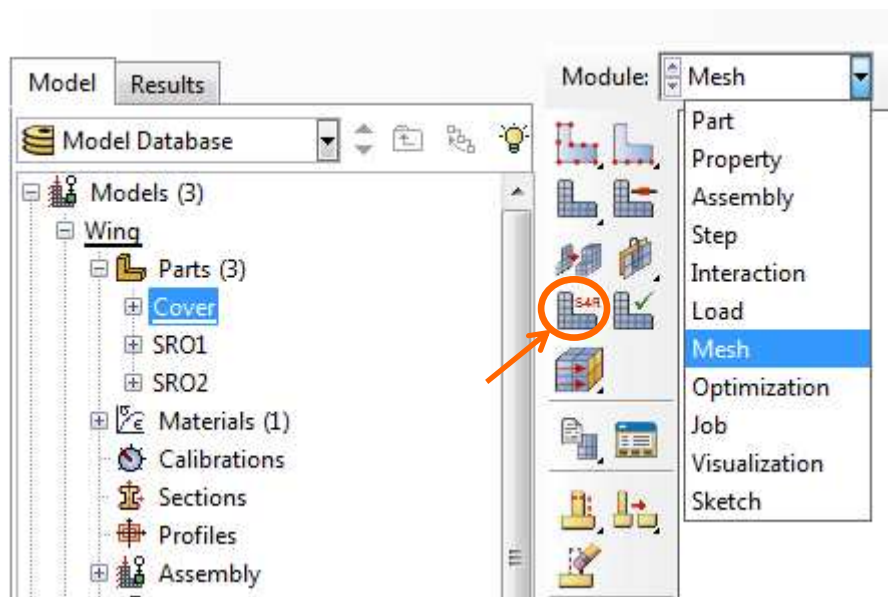 Model
Results
Model Database
Models (3)
Wing
Parts (3)
Cover
SRO1
SRO2
Materials (1)
Calibrations
Sections
Profiles
Assembly
Module: Mesh
Part
Property
Assembly
Step
Interaction
Load
Mesh
Optimization
Job
Visualization
Sketch
S4R